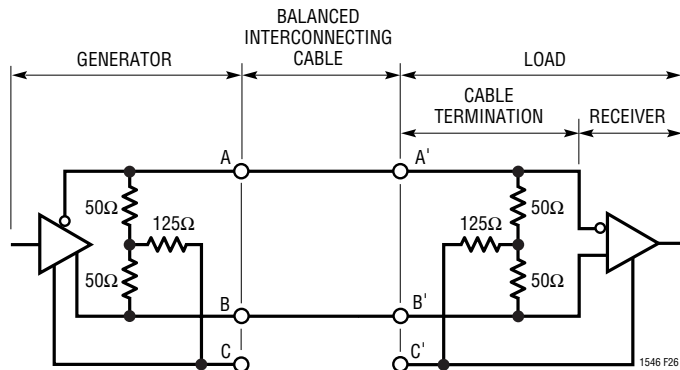 BALANCED
INTERCONNECTING
CABLE
GENERATOR
LOAD
CABLE
TERMINATION
RECEIVER
A
A'
50Ω
125Ω
50Ω
125Ω
50Ω
50Ω
B
B'
C
C'
1546 F26